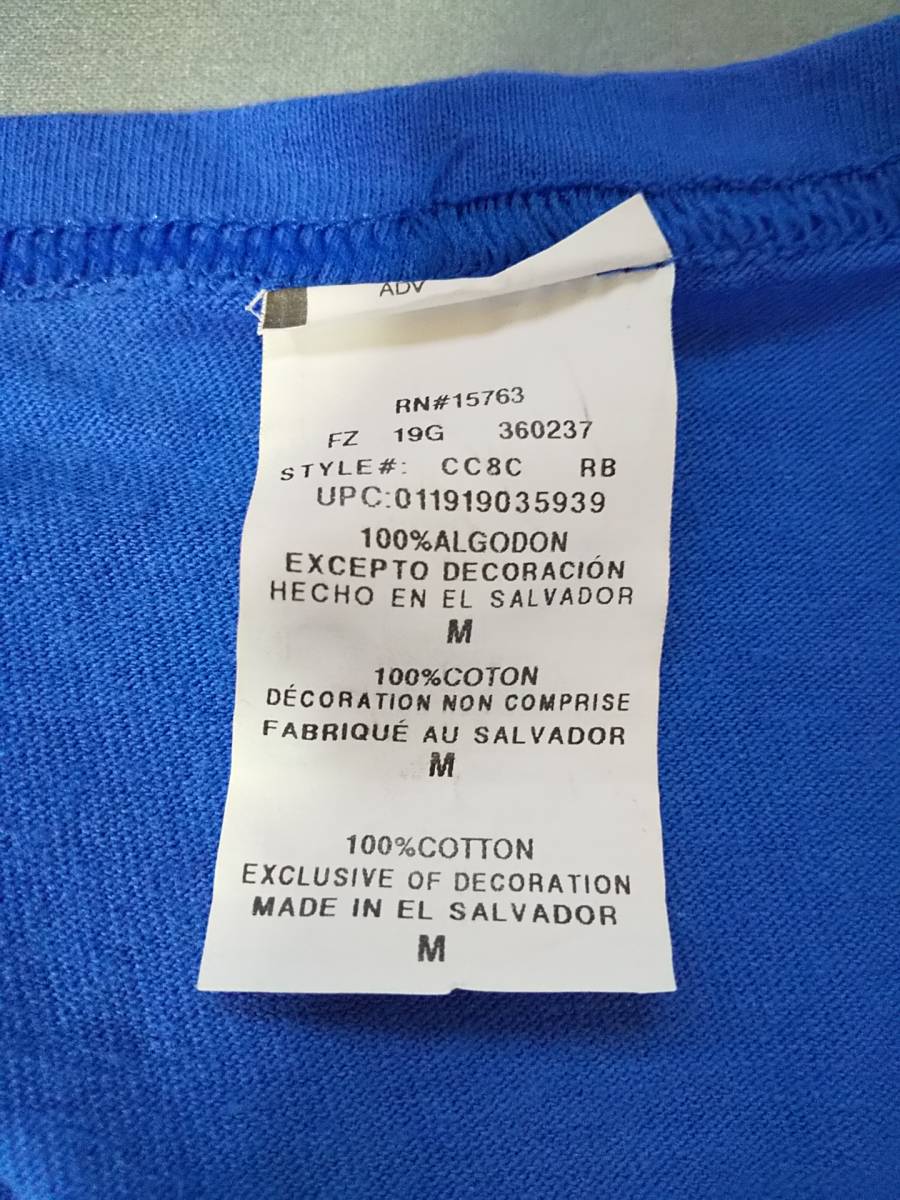 ADV
RN#15763
FZ 19G 360237
STYLE#: CC8C RB
UPC:011919035939
100%ALGODON
EXCEPTO DECORACIÓN
HECHO EN EL SALVADOR
M
100%COTON
DÉCORATION NON COMPRISE
FABRIQUÉ AU SALVADOR
M
100%COTTON
EXCLUSIVE OF DECORATION
MADE IN EL SALVADOR
M